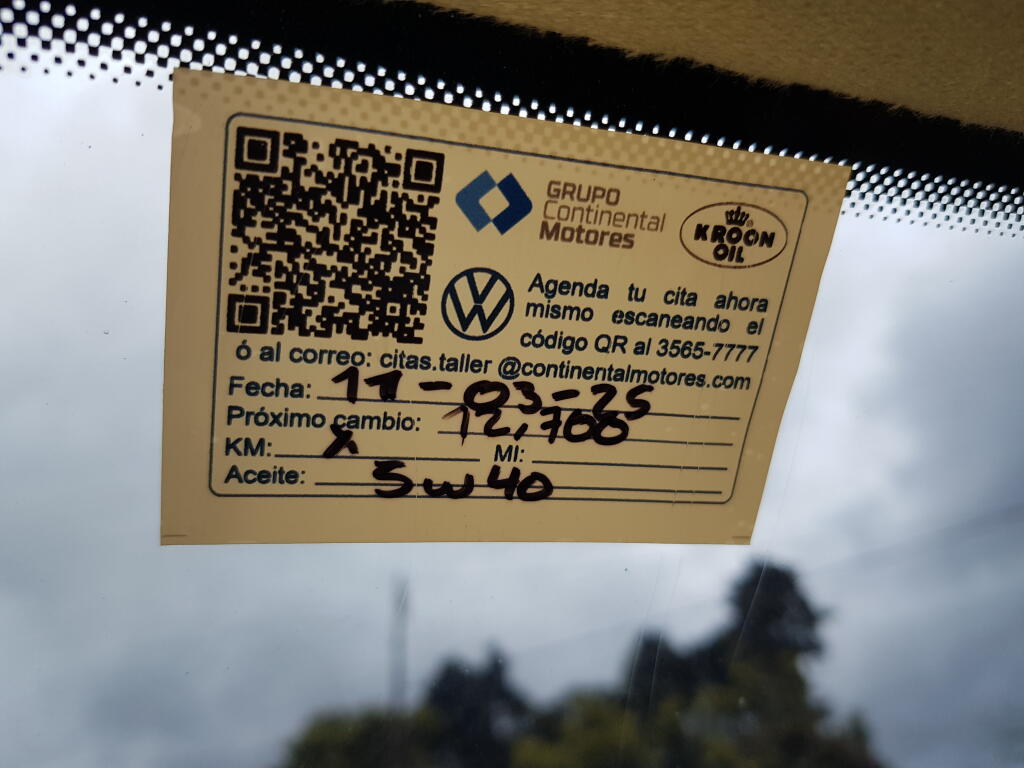 GRUPO
Continental
Motores
KROON
OIL
®
Agenda tu cita ahora
mismo escaneando el
código QR al 3565-7777
ó al correo: citas.taller @continentalmotores.com
Fecha: 11-03-25
Próximo cambio: 12,700
KM: X MI:
Aceite: 5w40